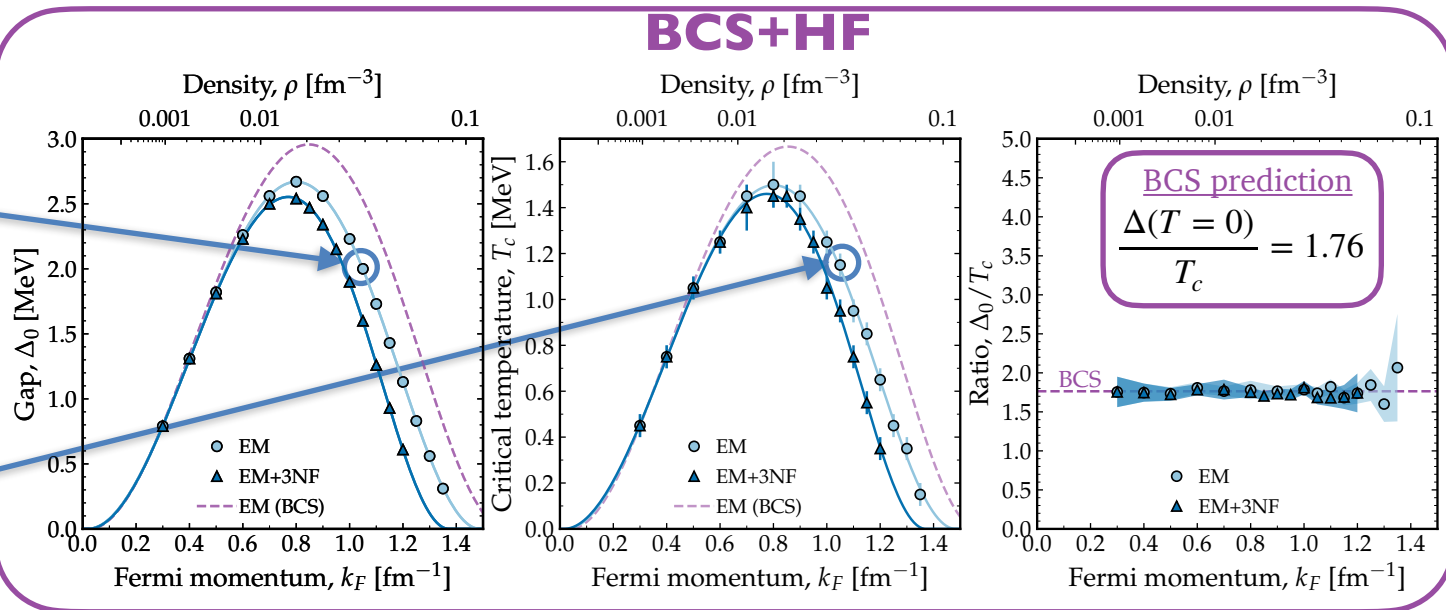 BCS+HF
Density, ρ [fm⁻³]
0.001 0.01 0.1
3.0
2.5
2.0
1.5
1.0
0.5
0.0
Gap, Δ₀ [MeV]
EM
EM+3NF
EM (BCS)
0.0 0.2 0.4 0.6 0.8 1.0 1.2 1.4
Fermi momentum, k_F [fm⁻¹]
Density, ρ [fm⁻³]
0.001 0.01 0.1
1.6
1.4
1.2
1.0
0.8
0.6
0.4
0.2
0.0
Critical temperature, T_c [MeV]
EM
EM+3NF
EM (BCS)
0.0 0.2 0.4 0.6 0.8 1.0 1.2 1.4
Fermi momentum, k_F [fm⁻¹]
Density, ρ [fm⁻³]
0.001 0.01 0.1
5.0
4.5
4.0
3.5
3.0
2.5
2.0
1.5
1.0
0.5
0.0
Ratio, Δ₀/T_c
BCS prediction
Δ(T = 0)
T_c
= 1.76
BCS
EM
EM+3NF
0.0 0.2 0.4 0.6 0.8 1.0 1.2 1.4
Fermi momentum, k_F [fm⁻¹]